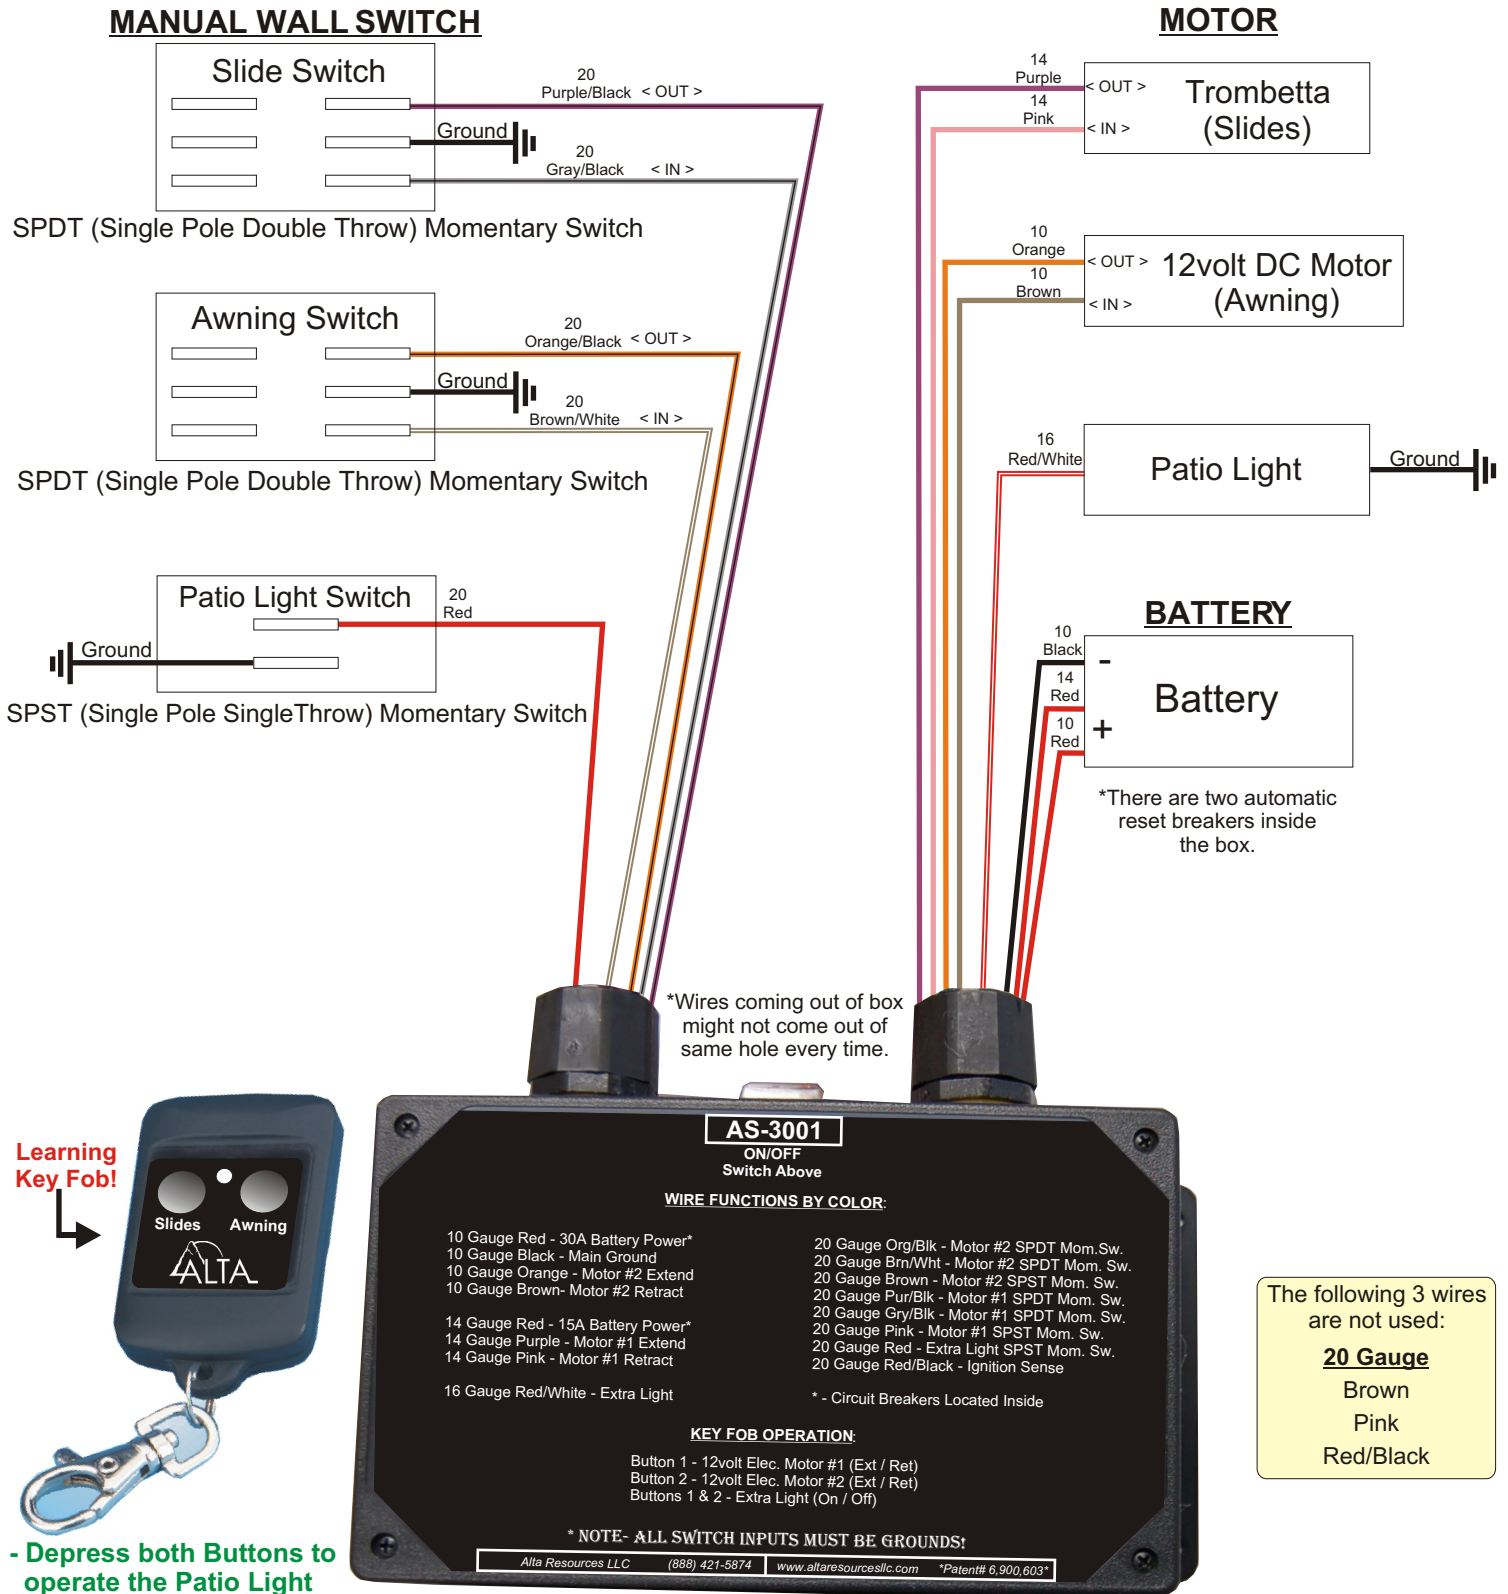 MANUAL WALL SWITCH
Slide Switch
20
Purple/Black < OUT >
Ground
20
Gray/Black < IN >
SPDT (Single Pole Double Throw) Momentary Switch
Awning Switch
20
Orange/Black < OUT >
Ground
20
Brown/White < IN >
SPDT (Single Pole Double Throw) Momentary Switch
Patio Light Switch
20
Red
Ground
SPST (Single Pole SingleThrow) Momentary Switch
MOTOR
14
Purple
< OUT >
14
Pink
< IN >
Trombetta
(Slides)
10
Orange
< OUT >
10
Brown
< IN >
12volt DC Motor
(Awning)
16
Red/White
Patio Light
Ground
BATTERY
10
Black
-
14
Red
10
Red
+
Battery
*There are two automatic
reset breakers inside
the box.
*Wires coming out of box
might not come out of
same hole every time.
Learning
Key Fob!
Slides
Awning
ALTA
- Depress both Buttons to
operate the Patio Light
AS-3001
ON/OFF
Switch Above
WIRE FUNCTIONS BY COLOR:
10 Gauge Red - 30A Battery Power*
10 Gauge Black - Main Ground
10 Gauge Orange - Motor #2 Extend
10 Gauge Brown- Motor #2 Retract
14 Gauge Red - 15A Battery Power*
14 Gauge Purple - Motor #1 Extend
14 Gauge Pink - Motor #1 Retract
16 Gauge Red/White - Extra Light
20 Gauge Org/Blk - Motor #2 SPDT Mom.Sw.
20 Gauge Brn/Wht - Motor #2 SPDT Mom. Sw.
20 Gauge Brown - Motor #2 SPST Mom. Sw.
20 Gauge Pur/Blk - Motor #1 SPDT Mom. Sw.
20 Gauge Gry/Blk - Motor #1 SPDT Mom. Sw.
20 Gauge Pink - Motor #1 SPST Mom. Sw.
20 Gauge Red - Extra Light SPST Mom. Sw.
20 Gauge Red/Black - Ignition Sense
* - Circuit Breakers Located Inside
KEY FOB OPERATION:
Button 1 - 12volt Elec. Motor #1 (Ext / Ret)
Button 2 - 12volt Elec. Motor #2 (Ext / Ret)
Buttons 1 & 2 - Extra Light (On / Off)
* NOTE- ALL SWITCH INPUTS MUST BE GROUNDS!
Alta Resources LLC (888) 421-5874 www.altaresourcesllc.com *Patent# 6,900,603*
The following 3 wires
are not used:
20 Gauge
Brown
Pink
Red/Black